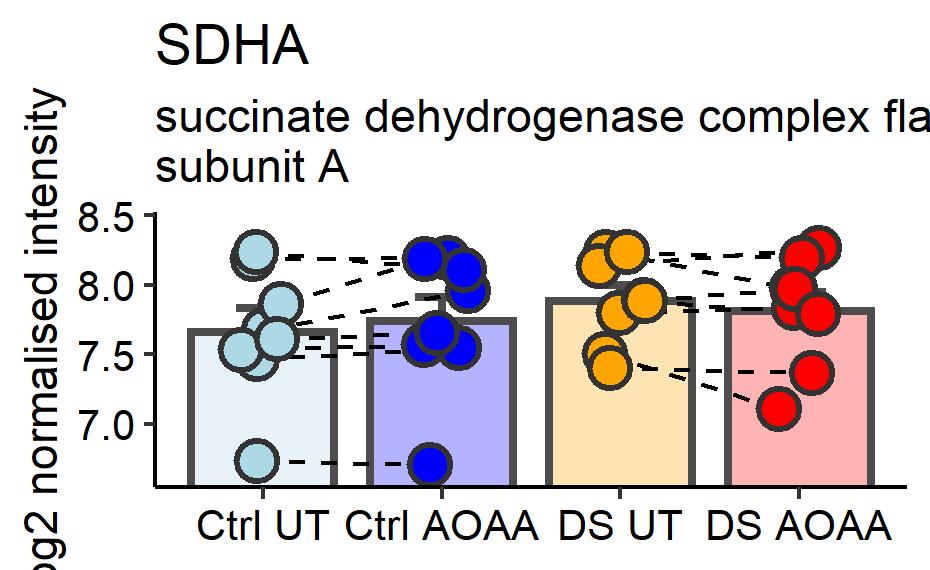 SDHA
succinate dehydrogenase complex fla
subunit A
og2 normalised intensity
8.5
8.0
7.5
7.0
Ctrl UT Ctrl AOAA DS UT DS AOAA